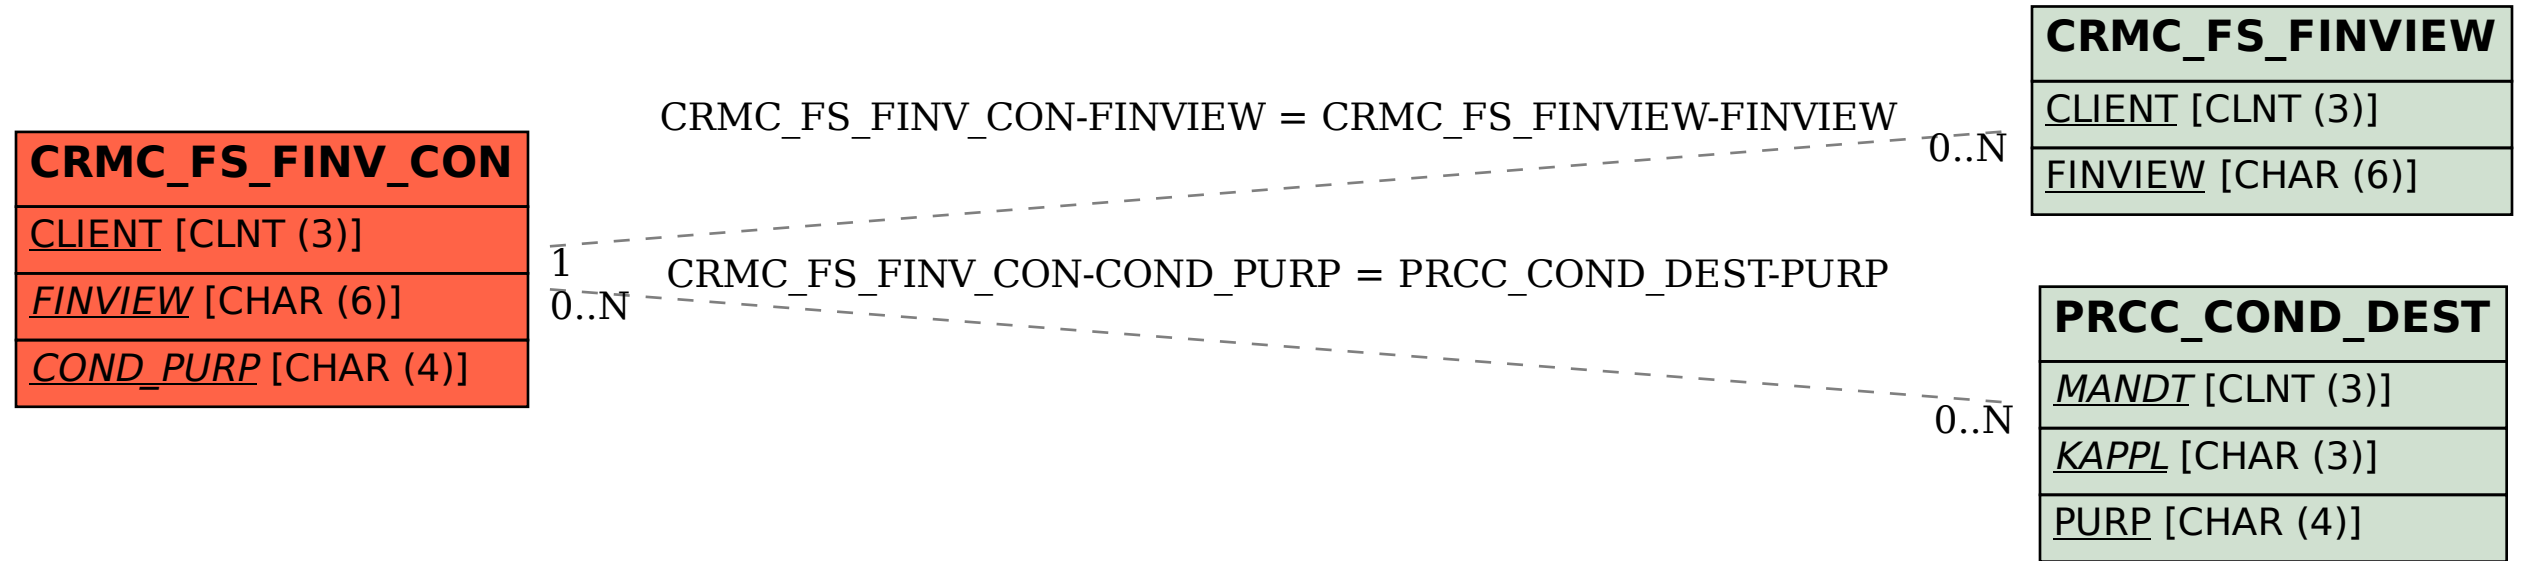 CRMC_FS_FINV_CON
CLIENT [CLNT (3)]
FINVIEW [CHAR (6)]
COND_PURP [CHAR (4)]
CRMC_FS_FINV_CON-FINVIEW = CRMC_FS_FINVIEW-FINVIEW
1
0..N
CRMC_FS_FINV_CON-COND_PURP = PRCC_COND_DEST-PURP
0..N
0..N
CRMC_FS_FINVIEW
CLIENT [CLNT (3)]
FINVIEW [CHAR (6)]
PRCC_COND_DEST
MANDT [CLNT (3)]
KAPPL [CHAR (3)]
PURP [CHAR (4)]